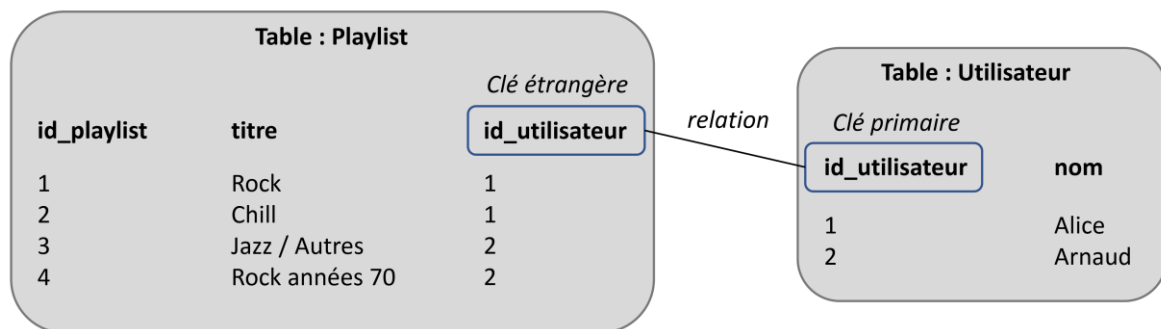 Table : Playlist
Clé étrangère
id_playlist titre id_utilisateur
1 Rock 1
2 Chill 1
3 Jazz / Autres 2
4 Rock années 70 2
relation
Table : Utilisateur
Clé primaire
id_utilisateur nom
1 Alice
2 Arnaud